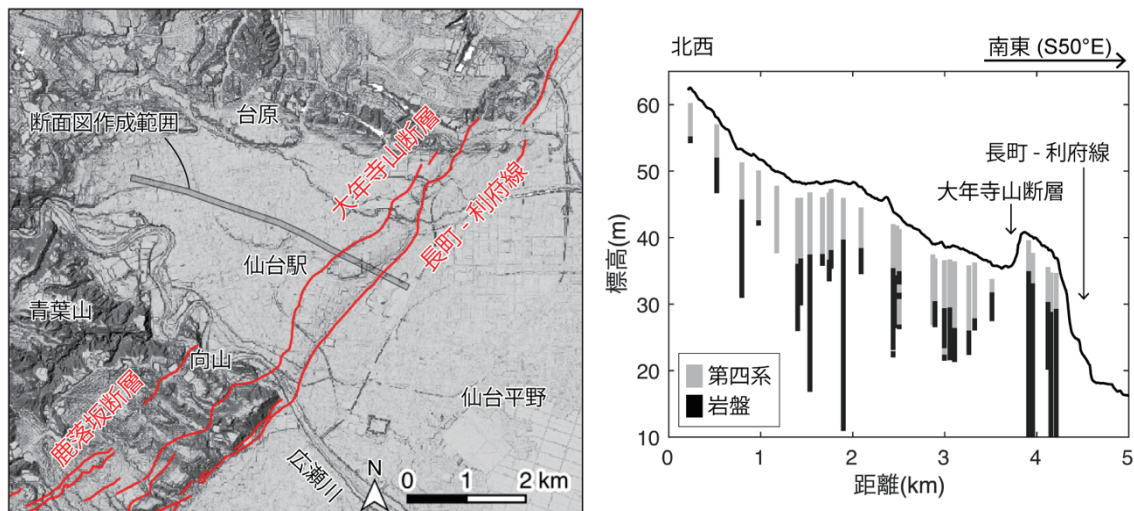 断面図作成範囲
台原
大年寺山断層
長町 - 利府線
仙台駅
青葉山
向山
鹿落坂断層
仙台平野
広瀬川
N
0 1 2 km
北西
南東 (S50°E)
60
50
40
30
20
10
標高(m)
長町 - 利府線
大年寺山断層
第四系
岩盤
0 1 2 3 4 5
距離(km)